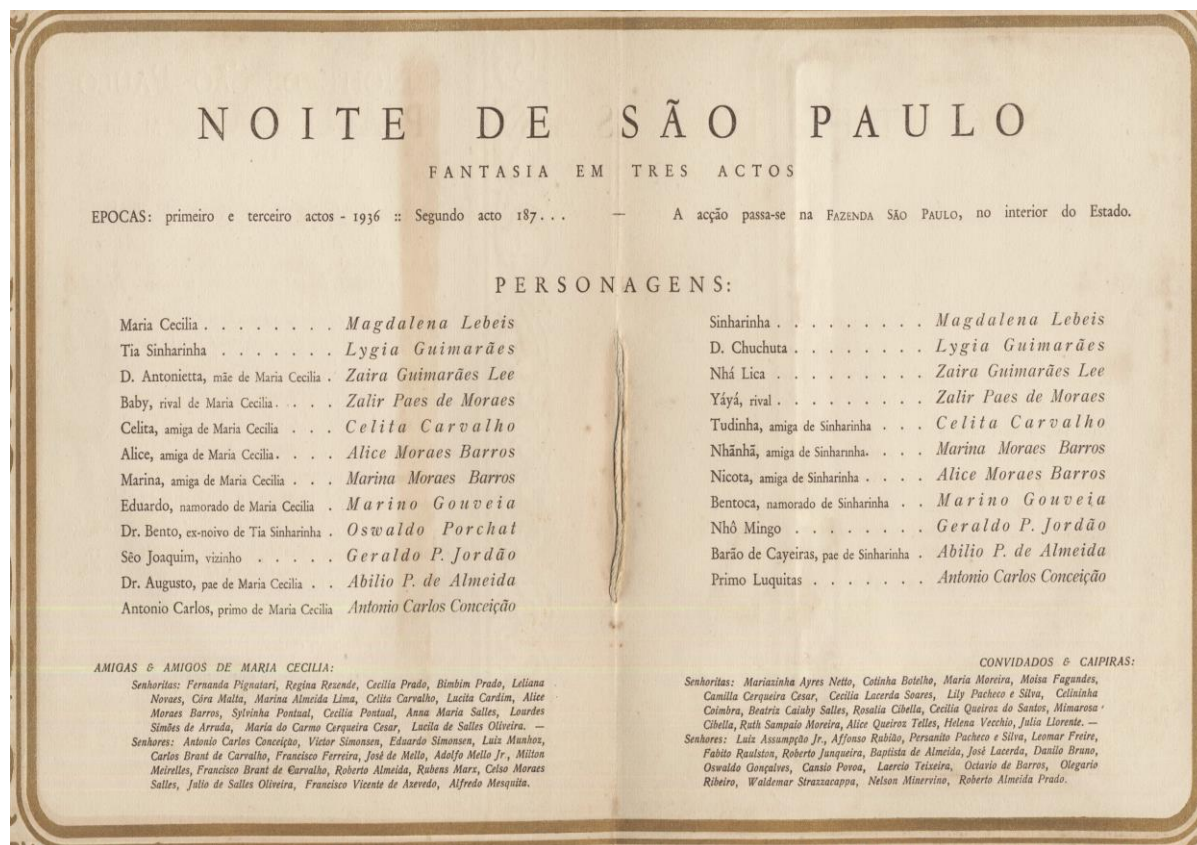 NOITE DE SÃO PAULO
FANTASIA EM TRES ACTOS
EPOCAS: primeiro e terceiro actos - 1936 :: Segundo acto 187... — A acção passa-se na FAZENDA SÃO PAULO, no interior do Estado.
PERSONAGENS:
Maria Cecilia . . . . . . . . Magdalena Lebeis
Tia Sinharinha . . . . . . . Lygia Guimarães
D. Antonietta, mãe de Maria Cecilia . Zaira Guimarães Lee
Baby, rival de Maria Cecilia. . . . . Zalir Paes de Moraes
Celita, amiga de Maria Cecilia . . . Celita Carvalho
Alice, amiga de Maria Cecilia. . . . Alice Moraes Barros
Marina, amiga de Maria Cecilia . . . Marina Moraes Barros
Eduardo, namorado de Maria Cecilia . Marino Gouveia
Dr. Bento, ex-noivo de Tia Sinharinha . Oswaldo Porchat
Sêo Joaquim, vizinho . . . . . Geraldo P. Jordão
Dr. Augusto, pae de Maria Cecilia . . Abilio P. de Almeida
Antonio Carlos, primo de Maria Cecilia Antonio Carlos Conceição
Sinharinha . . . . . . . . . Magdalena Lebeis
D. Chuchuta . . . . . . . . Lygia Guimarães
Nhá Lica . . . . . . . . . Zaira Guimarães Lee
Yáyá, rival . . . . . . . . . Zalir Paes de Moraes
Tudinha, amiga de Sinharinha . . . Celita Carvalho
Nhãnhã, amiga de Sinharinha. . . . Marina Moraes Barros
Nicota, amiga de Sinharinha . . . . Alice Moraes Barros
Bentoca, namorado de Sinharinha . . Marino Gouveia
Nhô Mingo . . . . . . . Geraldo P. Jordão
Barão de Cayeiras, pae de Sinharinha . Abilio P. de Almeida
Primo Luquitas . . . . . . . Antonio Carlos Conceição
AMIGAS & AMIGOS DE MARIA CECILIA:
Senhoritas: Fernanda Pignatari, Regina Rezende, Cecilia Prado, Bimbim Prado, Leliana
Novaes, Córa Malta, Marina Almeida Lima, Celita Carvalho, Lucita Cardim, Alice
Moraes Barros, Sylvinha Pontual, Cecilia Pontual, Anna Maria Salles, Lourdes
Simões de Arruda, Maria do Carmo Cerqueira Cesar, Lucila de Salles Oliveira. —
Senhores: Antonio Carlos Conceição, Victor Simonsen, Eduardo Simonsen, Luiz Munhoz,
Carlos Brant de Carvalho, Francisco Ferreira, José de Mello, Adolfo Mello Jr., Milton
Meirelles, Francisco Brant de Carvalho, Roberto Almeida, Rubens Marx, Celso Moraes
Salles, Julio de Salles Oliveira, Francisco Vicente de Azevedo, Alfredo Mesquita.
CONVIDADOS & CAIPIRAS:
Senhoritas: Mariazinha Ayres Netto, Cotinha Botelho, Maria Moreira, Moisa Fagundes,
Camilla Cerqueira Cesar, Cecilia Lacerda Soares, Lily Pacheco e Silva, Celininha
Coimbra, Beatriz Caiuby Salles, Rosalia Cibella, Cecilia Queiroz do Santos, Mimarosa
Cibella, Ruth Sampaio Moreira, Alice Queiroz Telles, Helena Vecchio, Julia Llorente. —
Senhores: Luiz Assumpção Jr., Affonso Rubião, Persanito Pacheco e Silva, Leomar Freire,
Fabito Raulston, Roberto Junqueira, Baptista de Almeida, José Lacerda, Danilo Bruno,
Oswaldo Gonçalves, Cansio Povoa, Laercio Teixeira, Octavio de Barros, Olegario
Ribeiro, Waldemar Strazzacappa, Nelson Minervino, Roberto Almeida Prado.